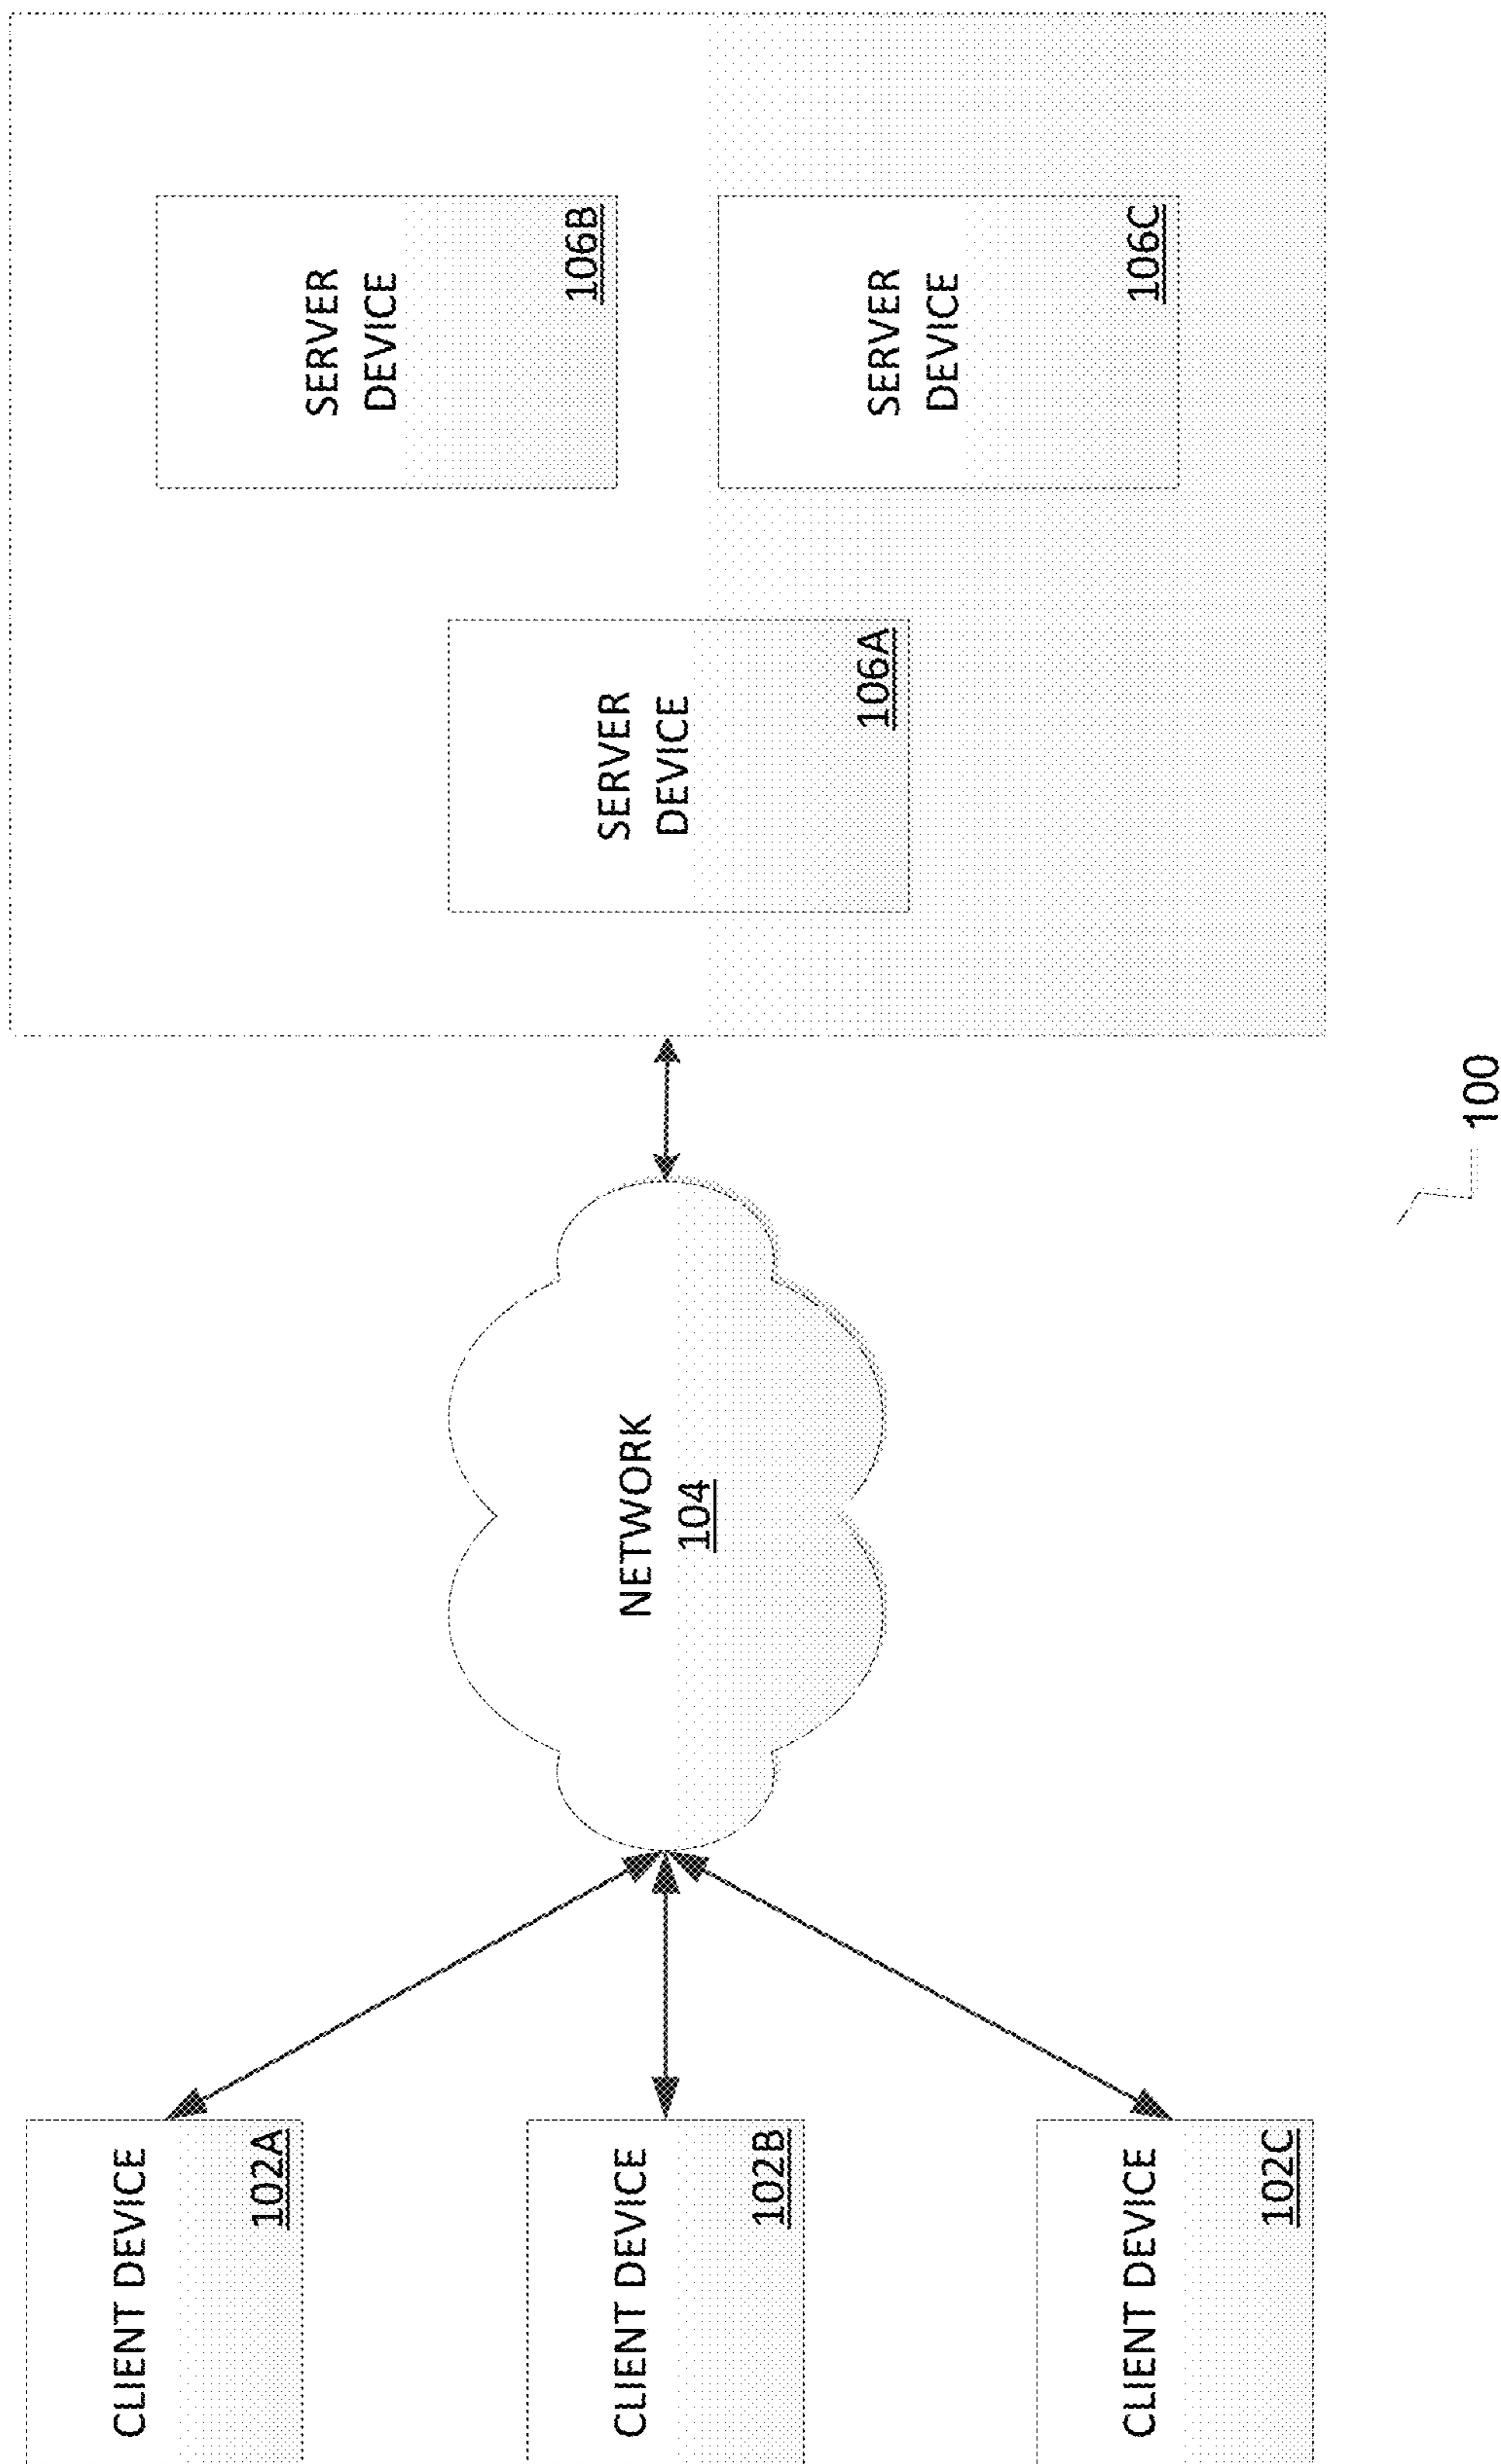 CLIENT DEVICE
102A
CLIENT DEVICE
102B
CLIENT DEVICE
102C
NETWORK
104
SERVER
DEVICE
106A
SERVER
DEVICE
106B
SERVER
DEVICE
106C
100